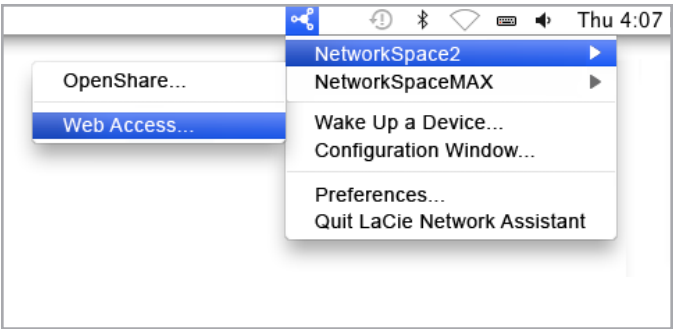 Thu 4:07
NetworkSpace2
NetworkSpaceMAX
Wake Up a Device...
Configuration Window...
Preferences...
Quit LaCie Network Assistant
OpenShare...
Web Access...